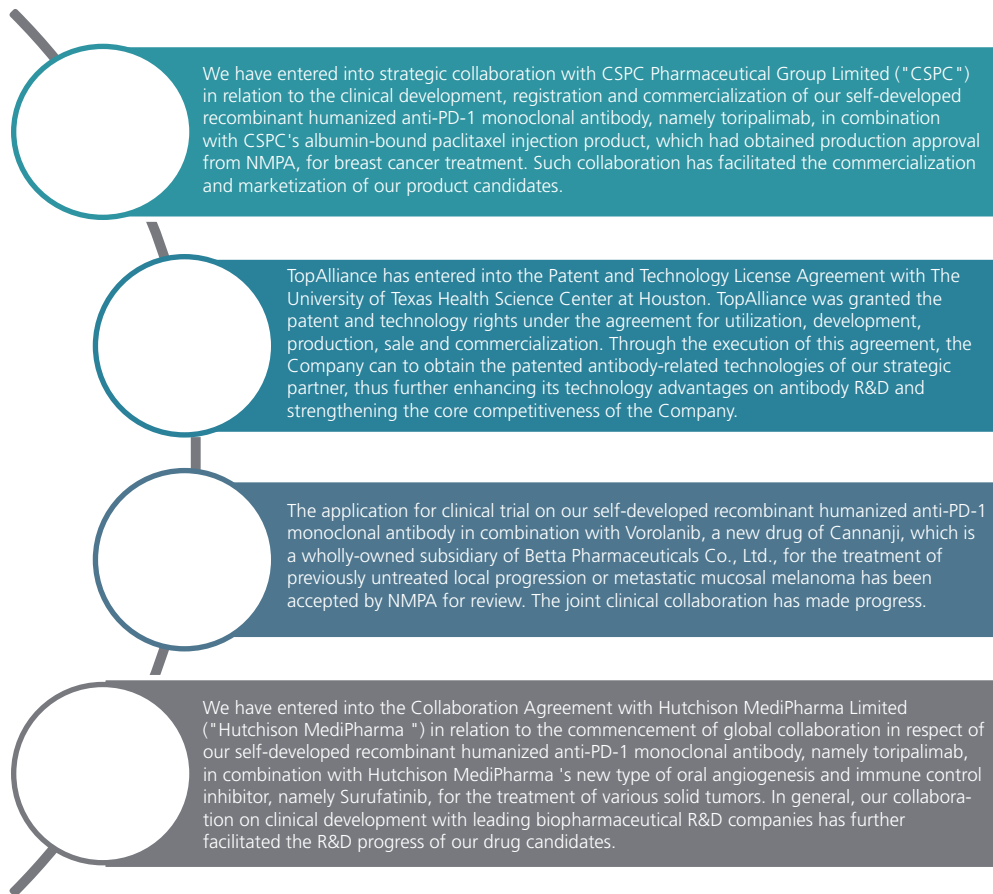 We have entered into strategic collaboration with CSPC Pharmaceutical Group Limited ("CSPC")
in relation to the clinical development, registration and commercialization of our self-developed
recombinant humanized anti-PD-1 monoclonal antibody, namely toripalimab, in combination
with CSPC's albumin-bound paclitaxel injection product, which had obtained production approval
from NMPA, for breast cancer treatment. Such collaboration has facilitated the commercialization
and marketization of our product candidates.
TopAlliance has entered into the Patent and Technology License Agreement with The
University of Texas Health Science Center at Houston. TopAlliance was granted the
patent and technology rights under the agreement for utilization, development,
production, sale and commercialization. Through the execution of this agreement, the
Company can to obtain the patented antibody-related technologies of our strategic
partner, thus further enhancing its technology advantages on antibody R&D and
strengthening the core competitiveness of the Company.
The application for clinical trial on our self-developed recombinant humanized anti-PD-1
monoclonal antibody in combination with Vorolanib, a new drug of Cannanji, which is
a wholly-owned subsidiary of Betta Pharmaceuticals Co., Ltd., for the treatment of
previously untreated local progression or metastatic mucosal melanoma has been
accepted by NMPA for review. The joint clinical collaboration has made progress.
We have entered into the Collaboration Agreement with Hutchison MediPharma Limited
("Hutchison MediPharma ") in relation to the commencement of global collaboration in respect of
our self-developed recombinant humanized anti-PD-1 monoclonal antibody, namely toripalimab,
in combination with Hutchison MediPharma 's new type of oral angiogenesis and immune control
inhibitor, namely Surufatinib, for the treatment of various solid tumors. In general, our collabora-
tion on clinical development with leading biopharmaceutical R&D companies has further
facilitated the R&D progress of our drug candidates.